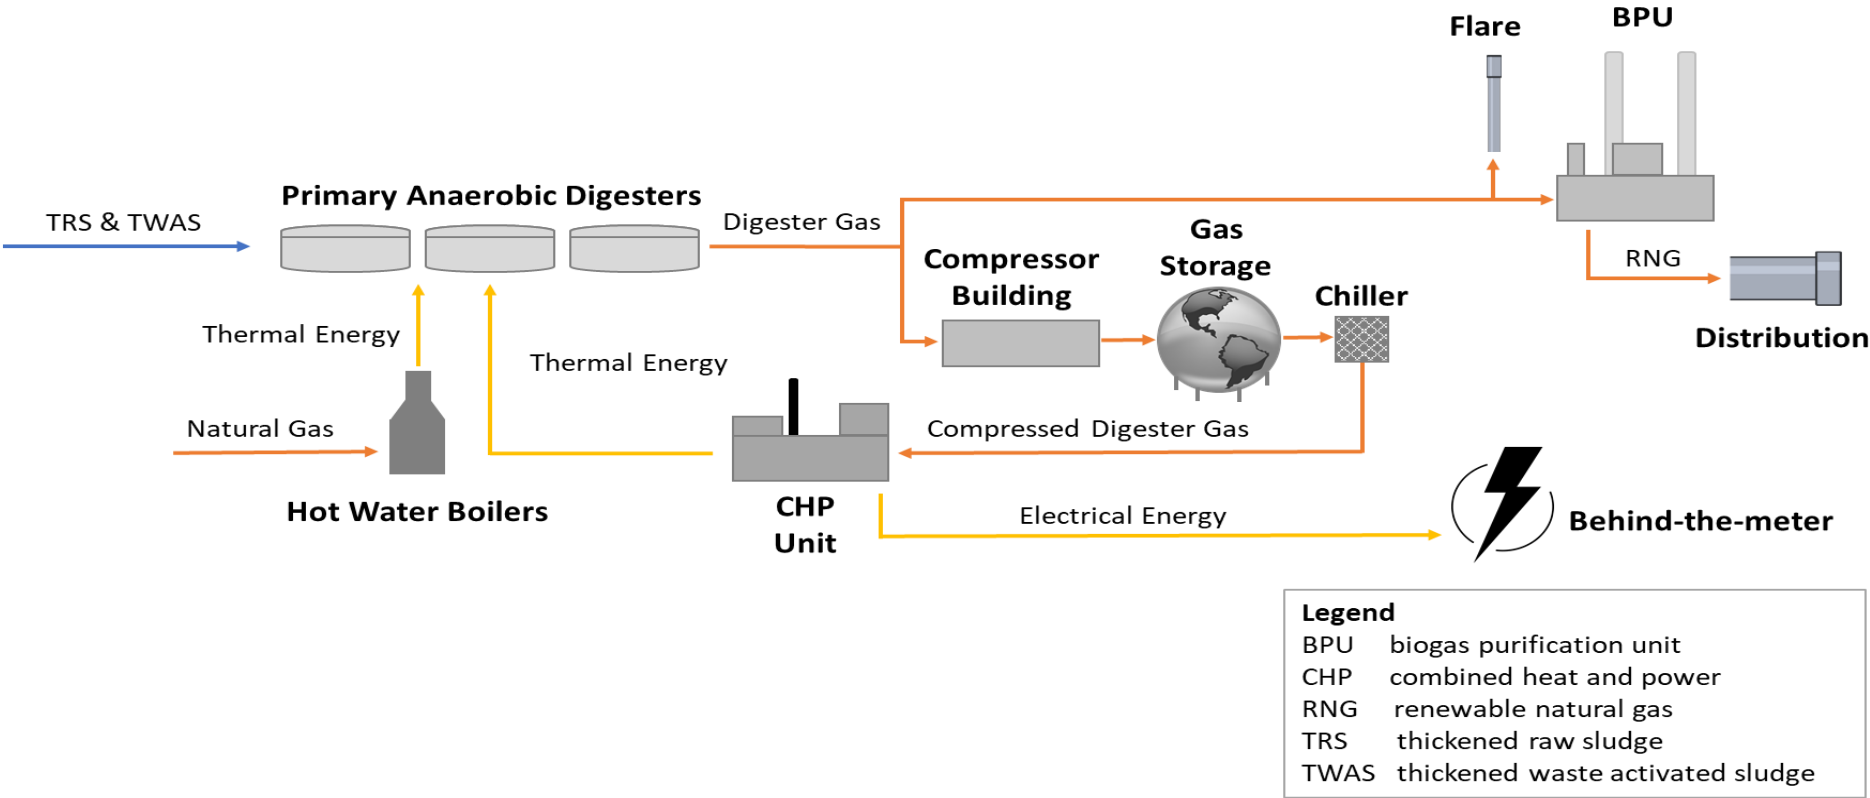 Flare
BPU
Primary Anaerobic Digesters
TRS & TWAS
Digester Gas
Gas
Storage
Compressor
Building
Chiller
RNG
Distribution
Thermal Energy
Thermal Energy
Natural Gas
Compressed Digester Gas
Hot Water Boilers
CHP
Unit
Electrical Energy
Behind-the-meter
Legend
BPU biogas purification unit
CHP combined heat and power
RNG renewable natural gas
TRS thickened raw sludge
TWAS thickened waste activated sludge